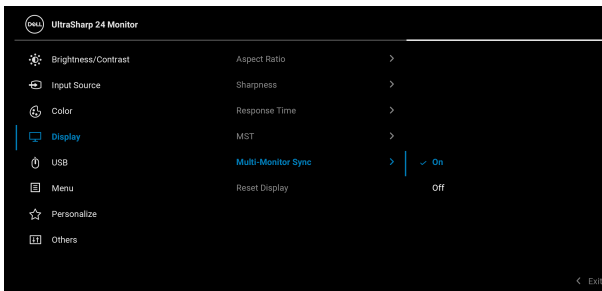 DELL UltraSharp 24 Monitor
Brightness/Contrast Aspect Ratio
Input Source Sharpness
Color Response Time
Display MST
USB Multi-Monitor Sync On
Menu Reset Display Off
Personalize
Others
Exit